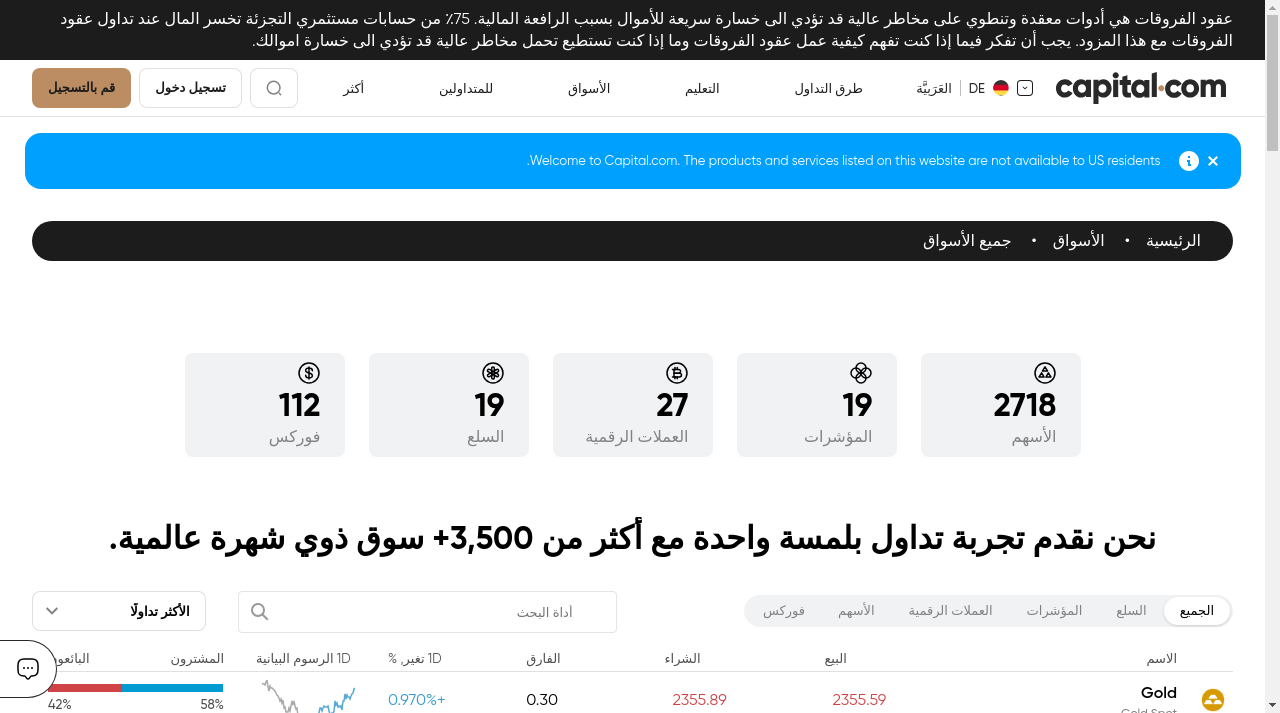 عقود الفروقات هي أدوات معقدة وتنطوي على مخاطر عالية قد تؤدي الى خسارة سريعة للأموال بسبب الرافعة المالية. 75٪ من حسابات مستثمري التجزئة تخسر المال عند تداول عقود
الفروقات مع هذا المزود. يجب أن تفكر فيما إذا كنت تفهم كيفية عمل عقود الفروقات وما إذا كنت تستطيع تحمل مخاطر عالية قد تؤدي الى خسارة اموالك.
capital.com
DE
العَرَبيَّة
طرق التداول
التعليم
الأسواق
للمتداولين
أكثر
تسجيل دخول
قم بالتسجيل
Welcome to Capital.com. The products and services listed on this website are not available to US residents.
الرئيسية • الأسواق • جميع الأسواق
2718
الأسهم
19
المؤشرات
27
العملات الرقمية
19
السلع
112
فوركس
نحن نقدم تجربة تداول بلمسة واحدة مع أكثر من 3,500+ سوق ذوي شهرة عالمية.
الجميع
السلع
المؤشرات
العملات الرقمية
الأسهم
فوركس
أداة البحث
الأكثر تداولًا
الاسم
البيع
الشراء
الفارق
1D تغير, %
1D الرسوم البيانية
المشترون
Gold
Gold Spot
2355.59
2355.89
0.30
+0.970%
58%
42%